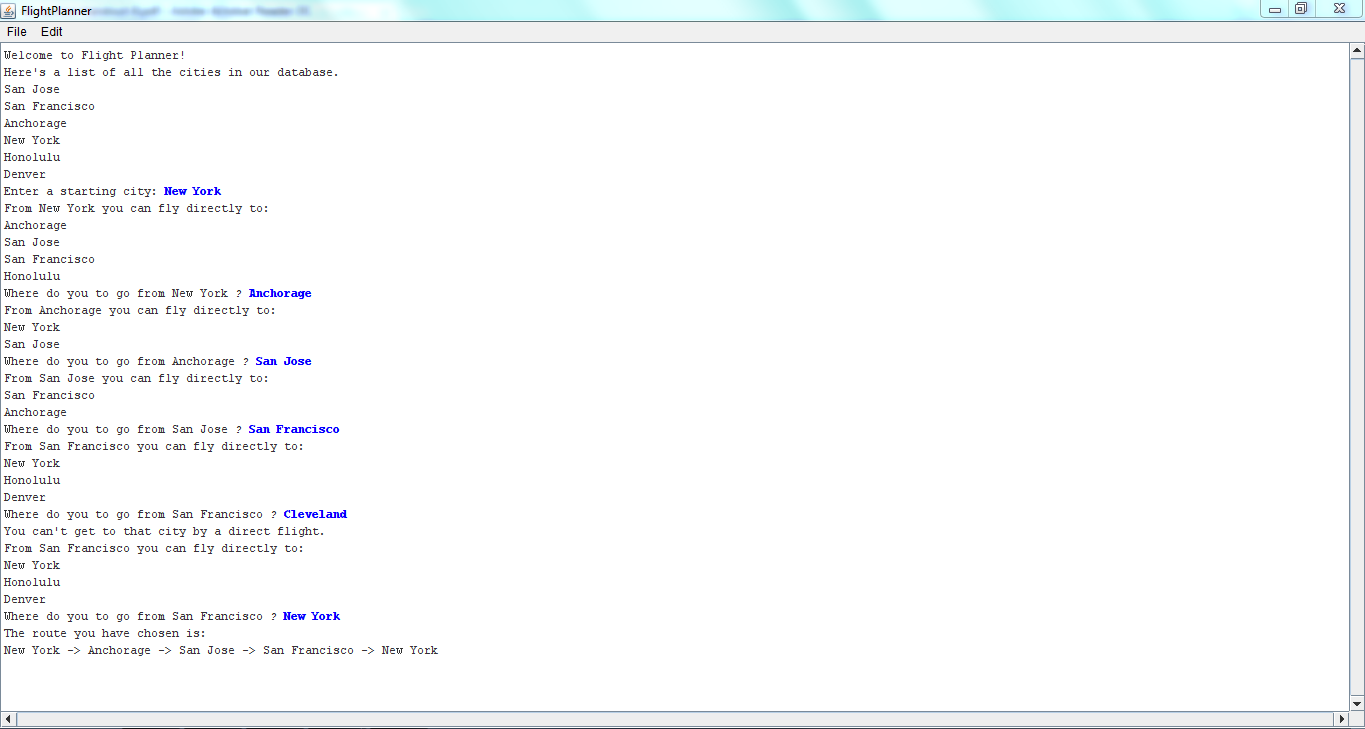 FlightPlanner
File Edit
Welcome to Flight Planner!
Here's a list of all the cities in our database.
San Jose
San Francisco
Anchorage
New York
Honolulu
Denver
Enter a starting city: New York
From New York you can fly directly to:
Anchorage
San Jose
San Francisco
Honolulu
Where do you to go from New York ? Anchorage
From Anchorage you can fly directly to:
New York
San Jose
Where do you to go from Anchorage ? San Jose
From San Jose you can fly directly to:
San Francisco
Anchorage
Where do you to go from San Jose ? San Francisco
From San Francisco you can fly directly to:
New York
Honolulu
Denver
Where do you to go from San Francisco ? Cleveland
You can't get to that city by a direct flight.
From San Francisco you can fly directly to:
New York
Honolulu
Denver
Where do you to go from San Francisco ? New York
The route you have chosen is:
New York -> Anchorage -> San Jose -> San Francisco -> New York